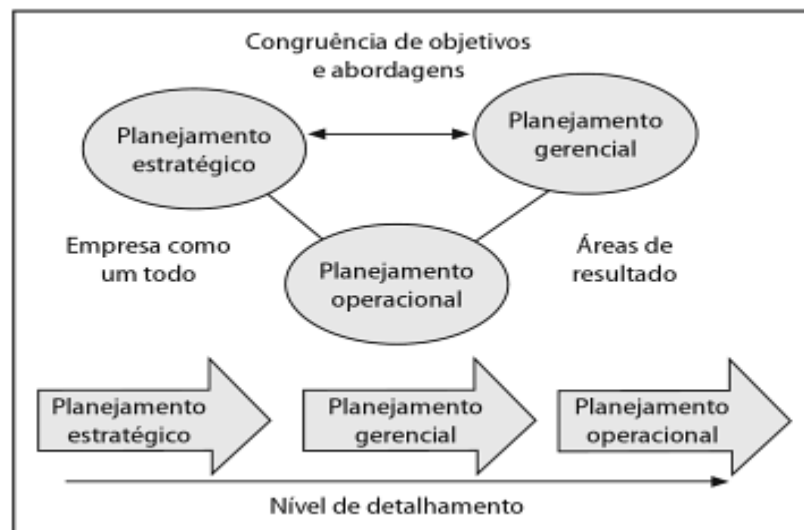 Congruência de objetivos
e abordagens
Planejamento
estratégico
Planejamento
gerencial
Empresa como
um todo
Planejamento
operacional
Áreas de
resultado
Planejamento
estratégico
Planejamento
gerencial
Planejamento
operacional
Nível de detalhamento